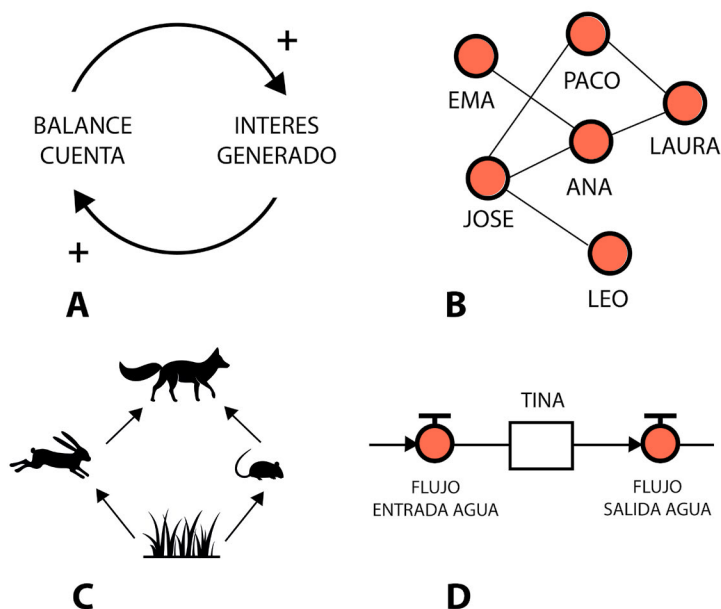 +
BALANCE
CUENTA
INTERES
GENERADO
+
A
EMA
PACO
LAURA
ANA
JOSE
LEO
B
C
TINA
FLUJO
ENTRADA AGUA
FLUJO
SALIDA AGUA
D